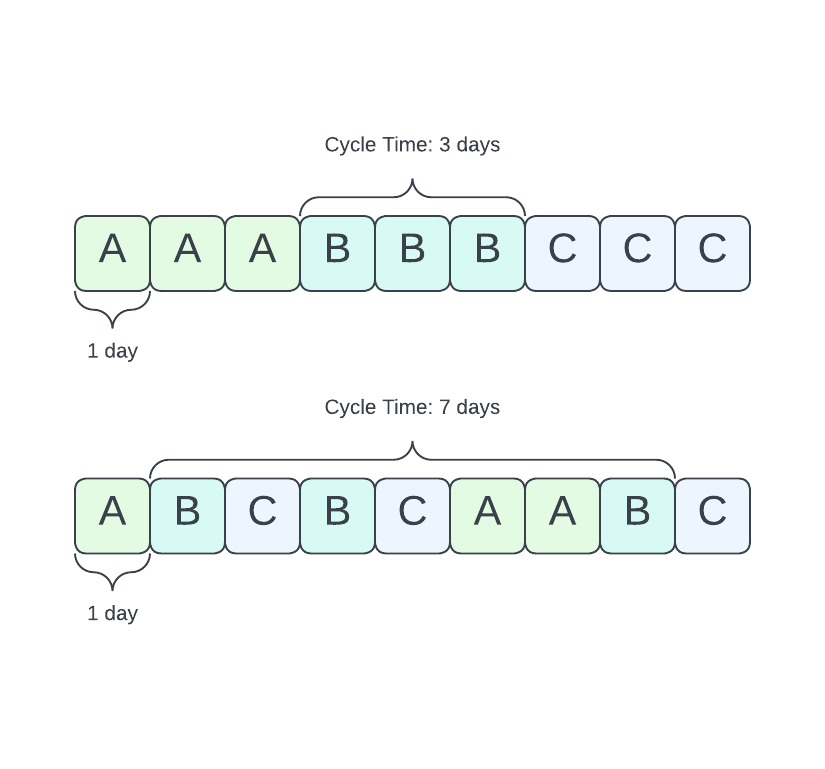 Cycle Time: 3 days
A A A B B B C C C
1 day
Cycle Time: 7 days
A B C B C A A B C
1 day